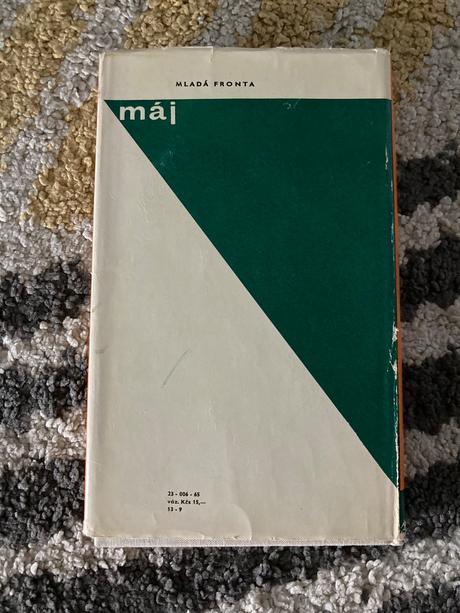 MLADÁ FRONTA
máj
23 - 006 - 65
váz. Kčs 15,—
13 - 9